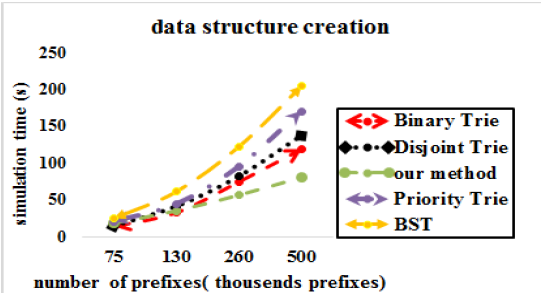 data structure creation
250
200
150
100
50
0
simulation time (s)
75 130 260 500
number of prefixes( thousends prefixes)
Binary Trie
Disjoint Trie
our method
Priority Trie
BST